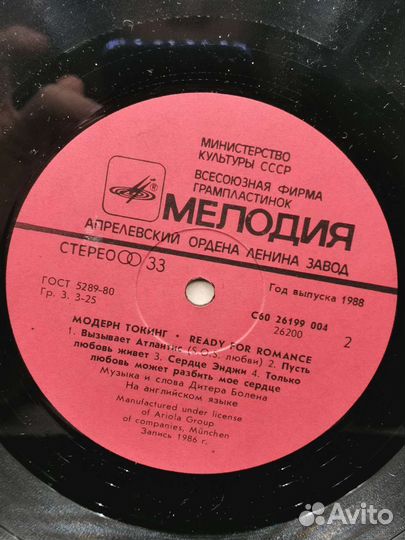 МИНИСТЕРСТВО
КУЛЬТУРЫ СССР
ВСЕСОЮЗНАЯ ФИРМА
ГРАМПЛАСТИНОК
®
МЕЛОДИЯ
АПРЕЛЕВСКИЙ ОРДЕНА ЛЕНИНА ЗАВОД
СТЕРЕО 33
Год выпуска 1988
ГОСТ 5289-80
Гр. 3. 3-25
С60 26199 004
26200
2
МОДЕРН ТОКИНГ • READY FOR ROMANCE
1. Вызывает Атлантис (S.O.S. любви) 2. Пусть
любовь живет 3. Сердце Энджи 4. Только
любовь может разбить мое сердце
Музыка и слова Дитера Болена
На английском языке
Manufactured under license
of Ariola Group
of companies, München
Запись 1986 г.
Avito